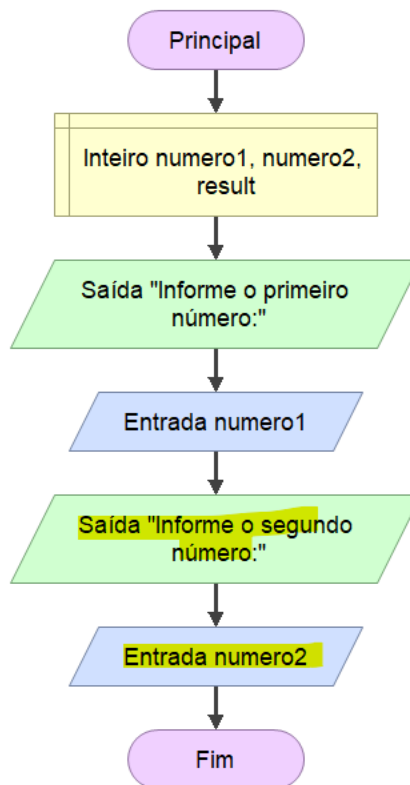 Principal
Inteiro numero1, numero2,
result
Saída "Informe o primeiro
número:"
Entrada numero1
Saída "Informe o segundo
número:"
Entrada numero2
Fim